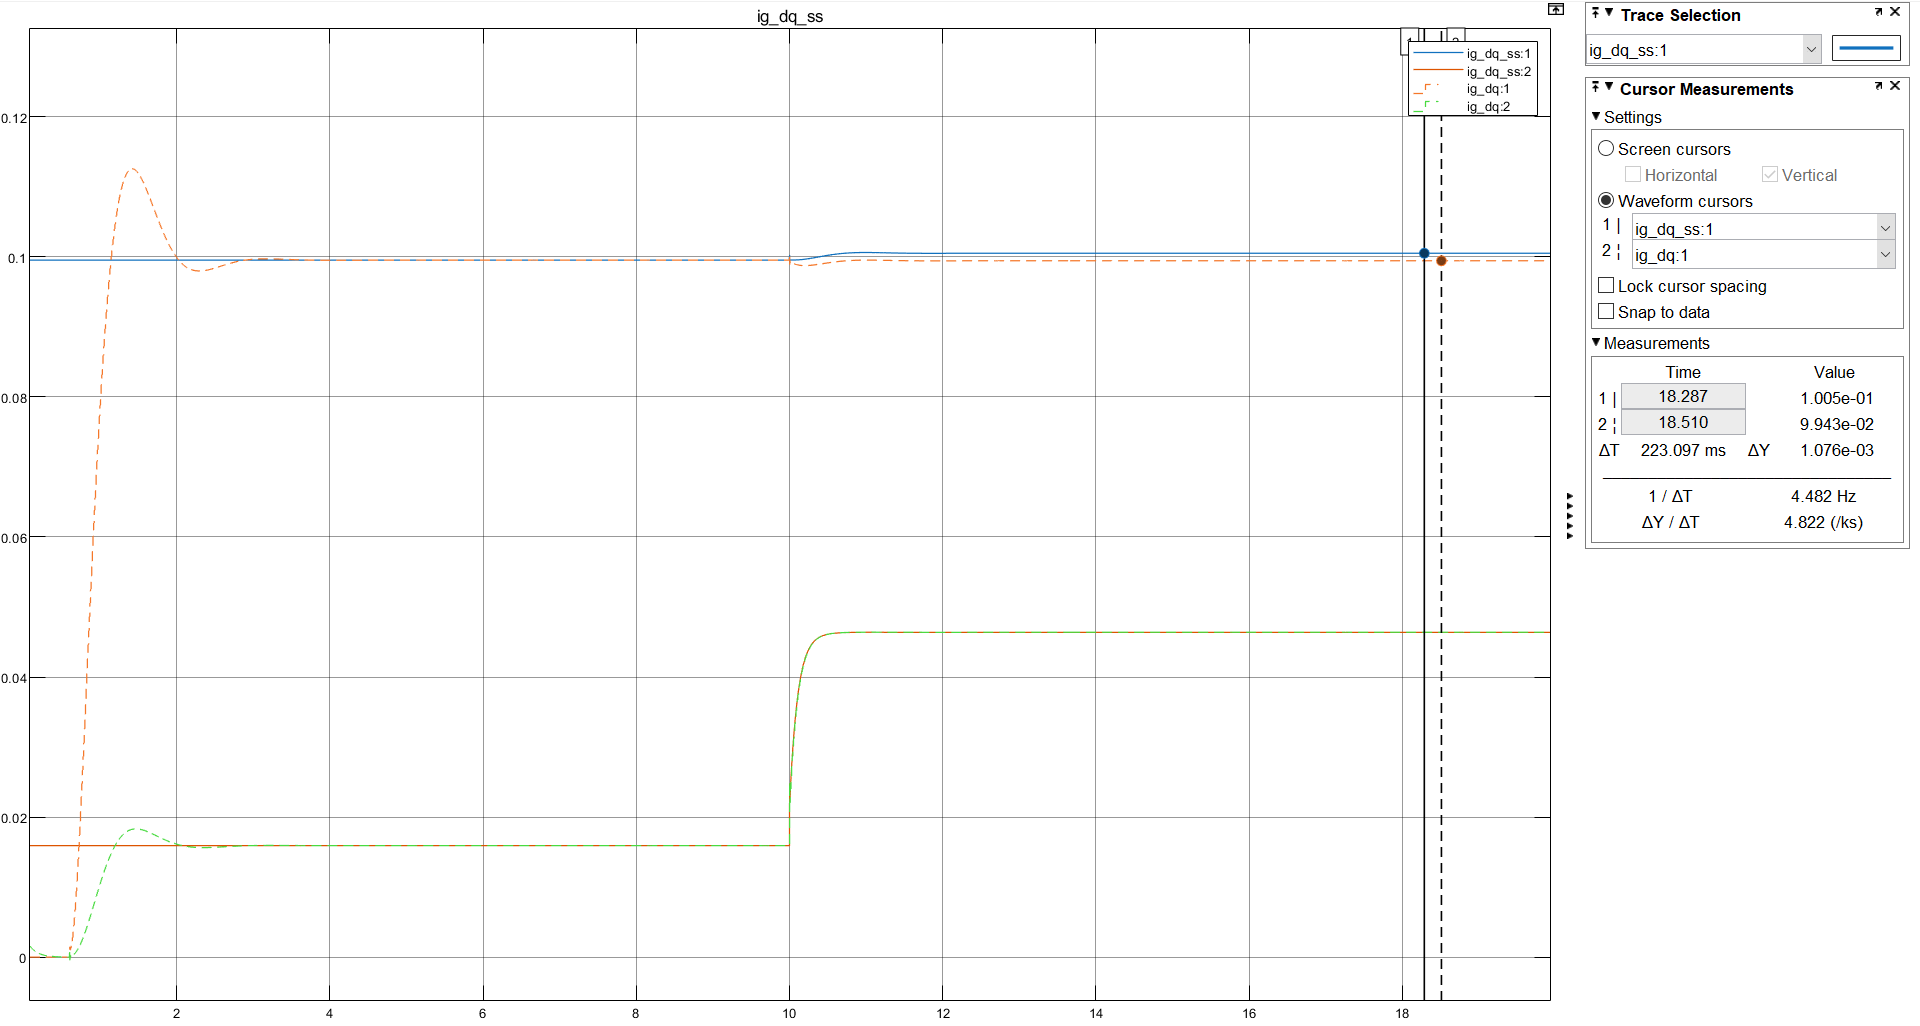 ig_dq_ss
ig_dq_ss:1
ig_dq_ss:2
ig_dq:1
ig_dq:2
0.12
0.1
0.08
0.06
0.04
0.02
0
2 4 6 8 10 12 14 16 18
Trace Selection
ig_dq_ss:1
Cursor Measurements
Settings
Screen cursors
Horizontal Vertical
Waveform cursors
1 | ig_dq_ss:1
2 ¦ ig_dq:1
Lock cursor spacing
Snap to data
Measurements
Time Value
1 | 18.287 1.005e-01
2 ¦ 18.510 9.943e-02
ΔT 223.097 ms ΔY 1.076e-03
1 / ΔT 4.482 Hz
ΔY / ΔT 4.822 (/ks)